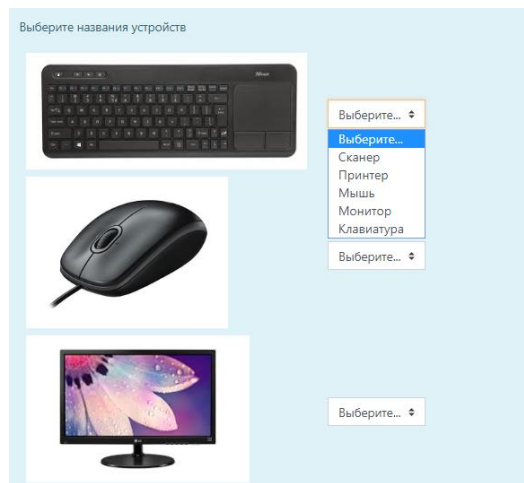 Выберите названия устройств
Выберите...
Выберите...
Сканер
Принтер
Мышь
Монитор
Клавиатура
Выберите...
Выберите...